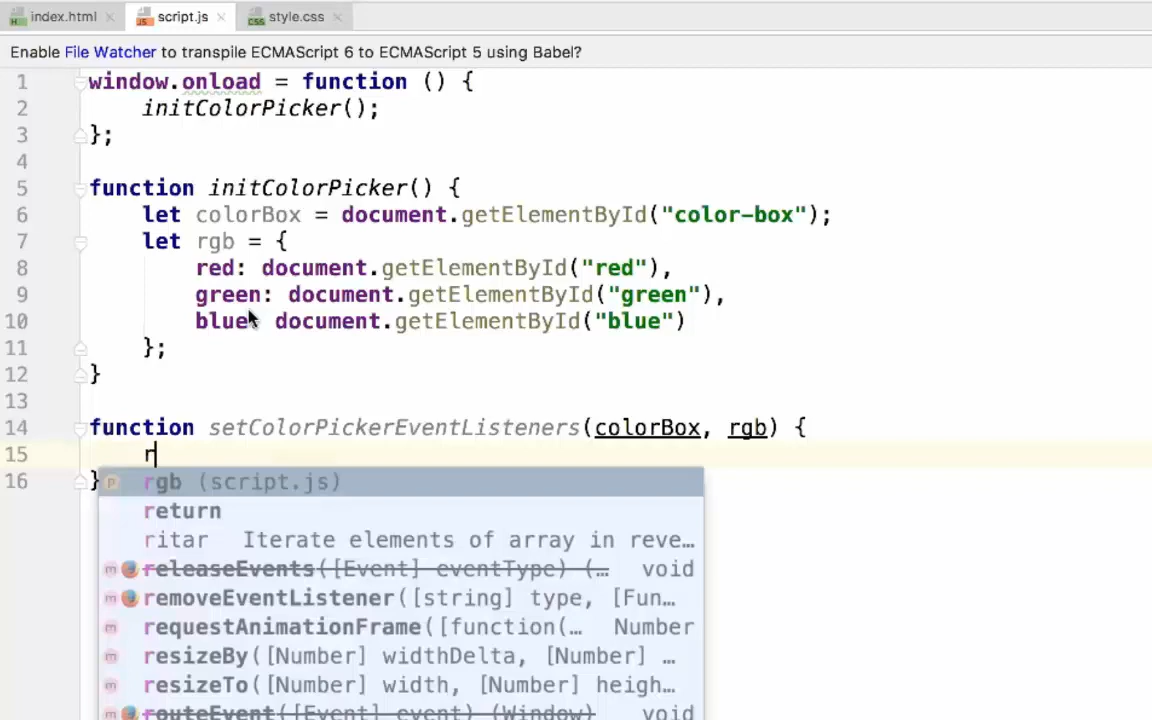 index.html
script.js
style.css
Enable File Watcher to transpile ECMAScript 6 to ECMAScript 5 using Babel?
1 window.onload = function () {
2 initColorPicker();
3 };
4
5 function initColorPicker() {
6 let colorBox = document.getElementById("color-box");
7 let rgb = {
8 red: document.getElementById("red"),
9 green: document.getElementById("green"),
10 blue document.getElementById("blue")
11 };
12 }
13
14 function setColorPickerEventListeners(colorBox, rgb) {
15 r
16 }
rgb (script.js)
return
ritar Iterate elements of array in reve…
releaseEvents([Event] eventType) (… void
removeEventListener([string] type, [Fun…
requestAnimationFrame([function(… Number
resizeBy([Number] widthDelta, [Number] …
resizeTo([Number] width, [Number] heigh…
routeEvent([Event] event) (Window) void